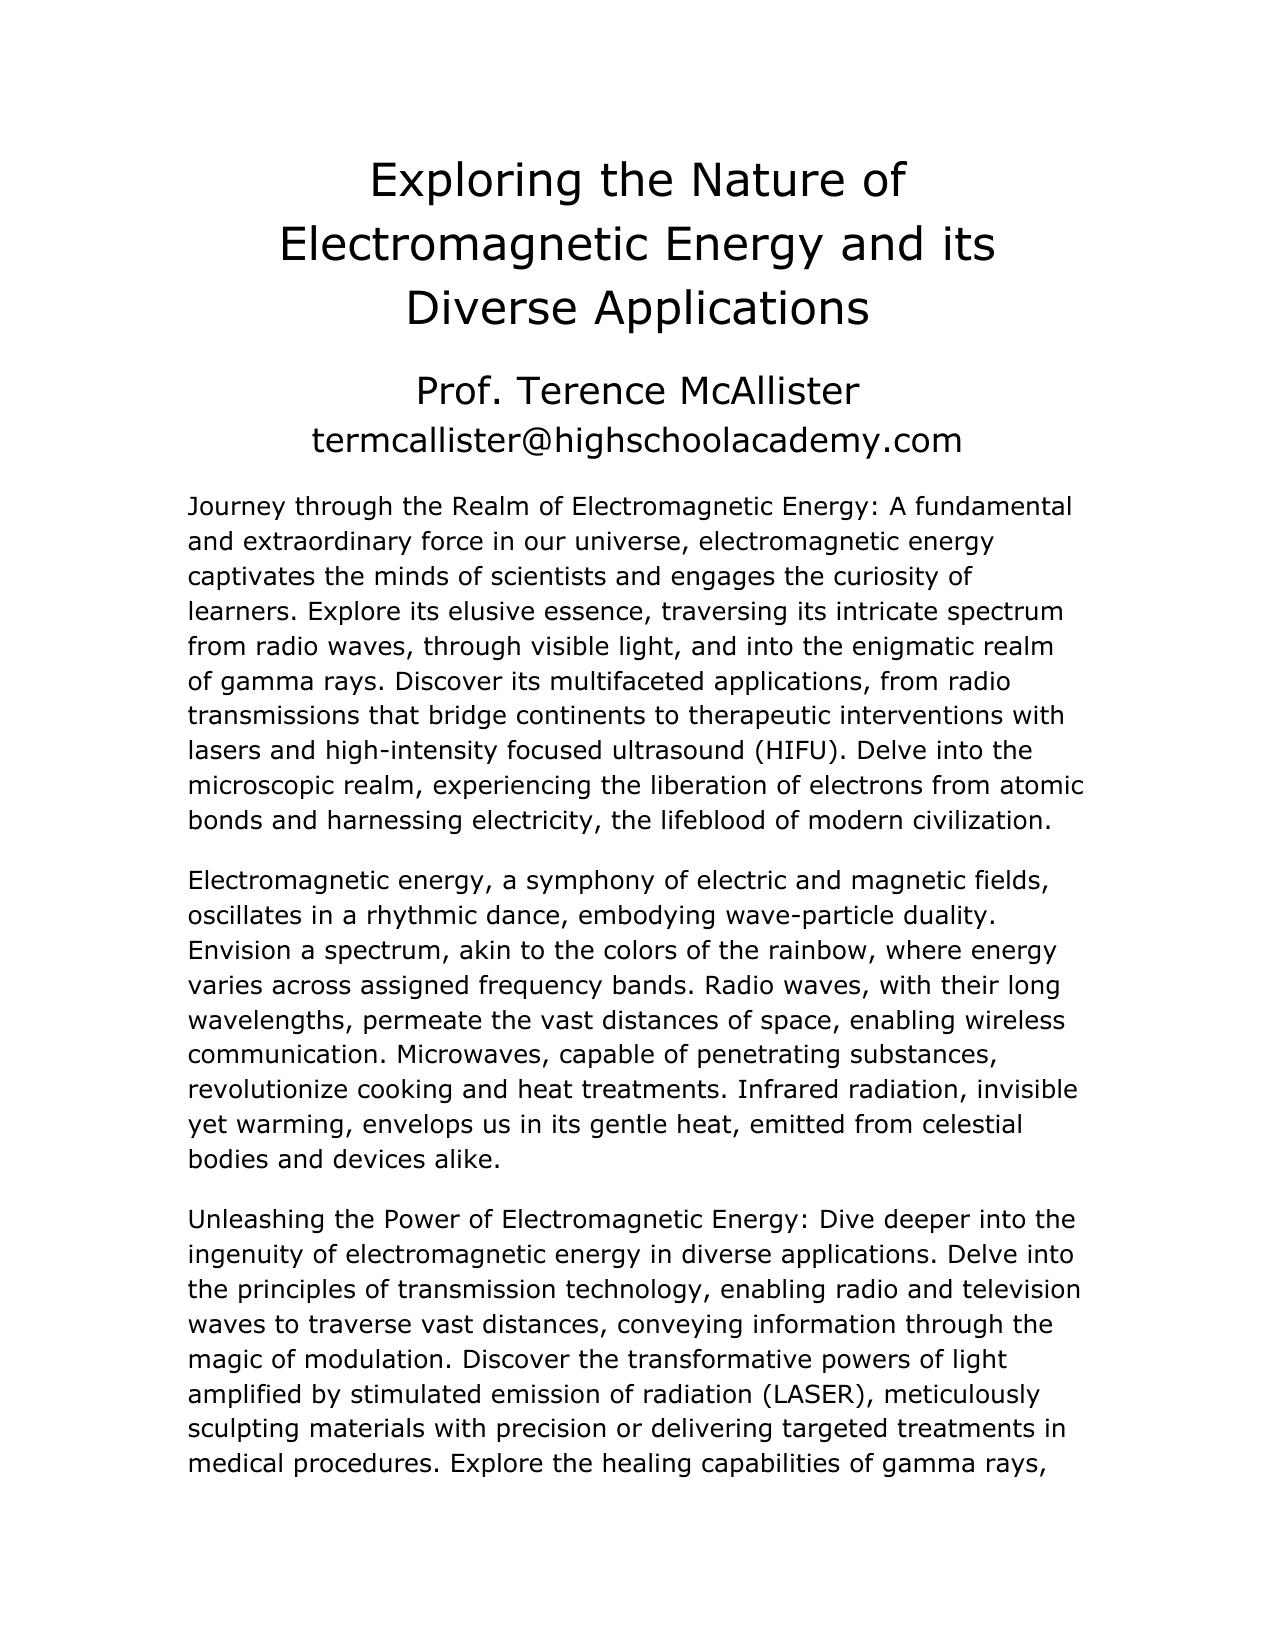 Exploring the Nature of
Electromagnetic Energy and its
Diverse Applications
Prof. Terence McAllister
termcallister@highschoolacademy.com
Journey through the Realm of Electromagnetic Energy: A fundamental
and extraordinary force in our universe, electromagnetic energy
captivates the minds of scientists and engages the curiosity of
learners. Explore its elusive essence, traversing its intricate spectrum
from radio waves, through visible light, and into the enigmatic realm
of gamma rays. Discover its multifaceted applications, from radio
transmissions that bridge continents to therapeutic interventions with
lasers and high-intensity focused ultrasound (HIFU). Delve into the
microscopic realm, experiencing the liberation of electrons from atomic
bonds and harnessing electricity, the lifeblood of modern civilization.
Electromagnetic energy, a symphony of electric and magnetic fields,
oscillates in a rhythmic dance, embodying wave-particle duality.
Envision a spectrum, akin to the colors of the rainbow, where energy
varies across assigned frequency bands. Radio waves, with their long
wavelengths, permeate the vast distances of space, enabling wireless
communication. Microwaves, capable of penetrating substances,
revolutionize cooking and heat treatments. Infrared radiation, invisible
yet warming, envelops us in its gentle heat, emitted from celestial
bodies and devices alike.
Unleashing the Power of Electromagnetic Energy: Dive deeper into the
ingenuity of electromagnetic energy in diverse applications. Delve into
the principles of transmission technology, enabling radio and television
waves to traverse vast distances, conveying information through the
magic of modulation. Discover the transformative powers of light
amplified by stimulated emission of radiation (LASER), meticulously
sculpting materials with precision or delivering targeted treatments in
medical procedures. Explore the healing capabilities of gamma rays,